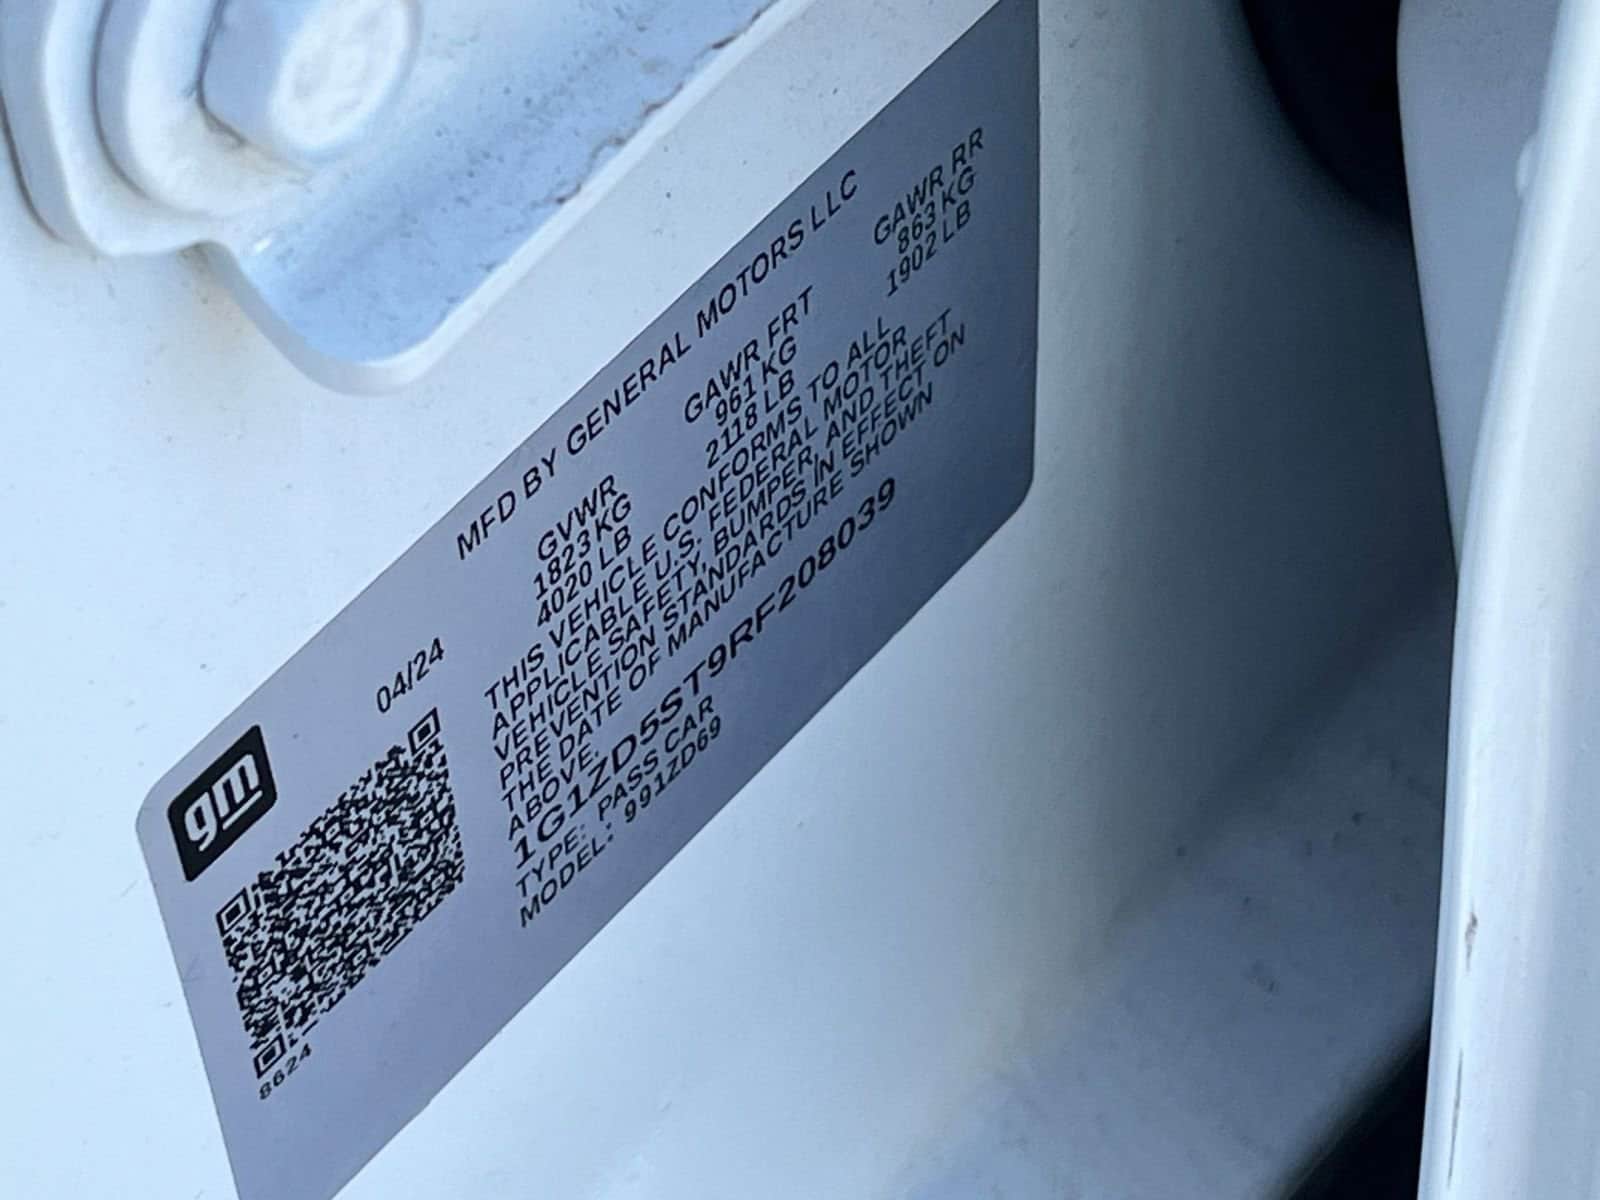 MFD BY GENERAL MOTORS LLC
gm
04/24
GVWR GAWR FRT GAWR RR
1823 KG 961 KG 863 KG
4020 LB 2118 LB 1902 LB
THIS VEHICLE CONFORMS TO ALL
APPLICABLE U.S. FEDERAL MOTOR
VEHICLE SAFETY, BUMPER, AND THEFT
PREVENTION STANDARDS IN EFFECT ON
THE DATE OF MANUFACTURE SHOWN
ABOVE.
1G1ZD5ST9RF208039
TYPE: PASS CAR
MODEL: 991ZD69
8624